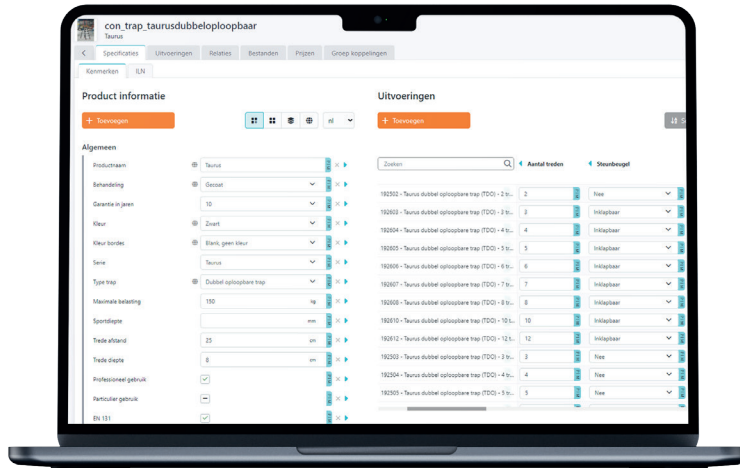 con_trap_taurusdubbeloploopbaar
Taurus
Specificaties Uitvoeringen Relaties Bestanden Prijzen Groep koppelingen
Kenmerken ILN
Product informatie
+ Toevoegen nl
Algemeen
Productnaam Taurus
Behandeling Gecoat
Garantie in jaren 10
Kleur Zwart
Kleur bordes Blank, geen kleur
Serie Taurus
Type trap Dubbel oploopbare trap
Maximale belasting 150 kg
Sportdiepte mm
Trede afstand 25 cm
Trede diepte 8 cm
Professioneel gebruik
Particulier gebruik
EN 131
Uitvoeringen
+ Toevoegen
Zoeken Aantal treden Steunbeugel
192502 - Taurus dubbel oploopbare trap (TDO) - 2 tr... 2 Nee
192603 - Taurus dubbel oploopbare trap (TDO) - 3 tr... 3 Inklapbaar
192604 - Taurus dubbel oploopbare trap (TDO) - 4 tr... 4 Inklapbaar
192605 - Taurus dubbel oploopbare trap (TDO) - 5 tr... 5 Inklapbaar
192606 - Taurus dubbel oploopbare trap (TDO) - 6 tr... 6 Inklapbaar
192607 - Taurus dubbel oploopbare trap (TDO) - 7 tr... 7 Inklapbaar
192608 - Taurus dubbel oploopbare trap (TDO) - 8 tr... 8 Inklapbaar
192610 - Taurus dubbel oploopbare trap (TDO) - 10 t... 10 Inklapbaar
192612 - Taurus dubbel oploopbare trap (TDO) - 12 t... 12 Inklapbaar
192503 - Taurus dubbel oploopbare trap (TDO) - 3 tr... 3 Nee
192504 - Taurus dubbel oploopbare trap (TDO) - 4 tr... 4 Nee
192505 - Taurus dubbel oploopbare trap (TDO) - 5 tr... 5 Nee